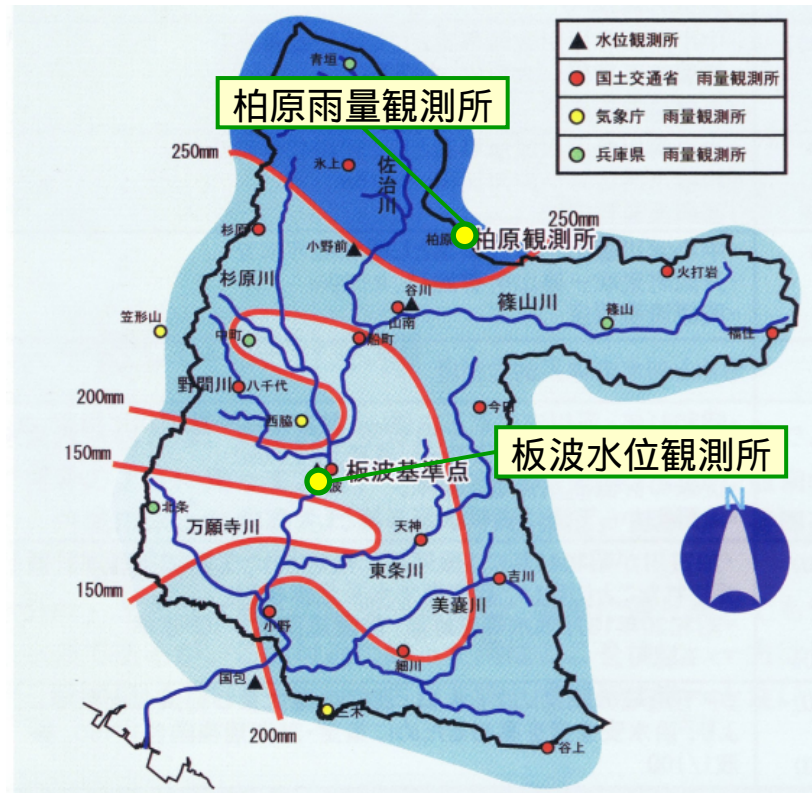 水位観測所
国土交通省 雨量観測所
気象庁 雨量観測所
兵庫県 雨量観測所
青垣
柏原雨量観測所
250mm
氷上
佐治川
250mm
杉原
小野前
柏原
柏原観測所
杉原川
火打岩
谷川
篠山川
山南
篠山
笠形山
中町
船町
福住
野間川
八千代
200mm
西脇
今田
150mm
板波水位観測所
板波基準点
波
N
北条
万願寺川
天神
東条川
吉川
150mm
美嚢川
小野
細川
国包
三木
200mm
谷上